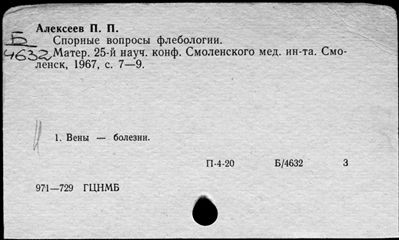 Алексеев П. П.
Б
4632
Спорные вопросы флебологии.
Матер. 25-й науч. конф. Смоленского мед. ин-та. Смо-
ленск, 1967, с. 7—9.
1. Вены — болезни.
П-4-20 Б/4632 3
971—729 ГЦНМБ